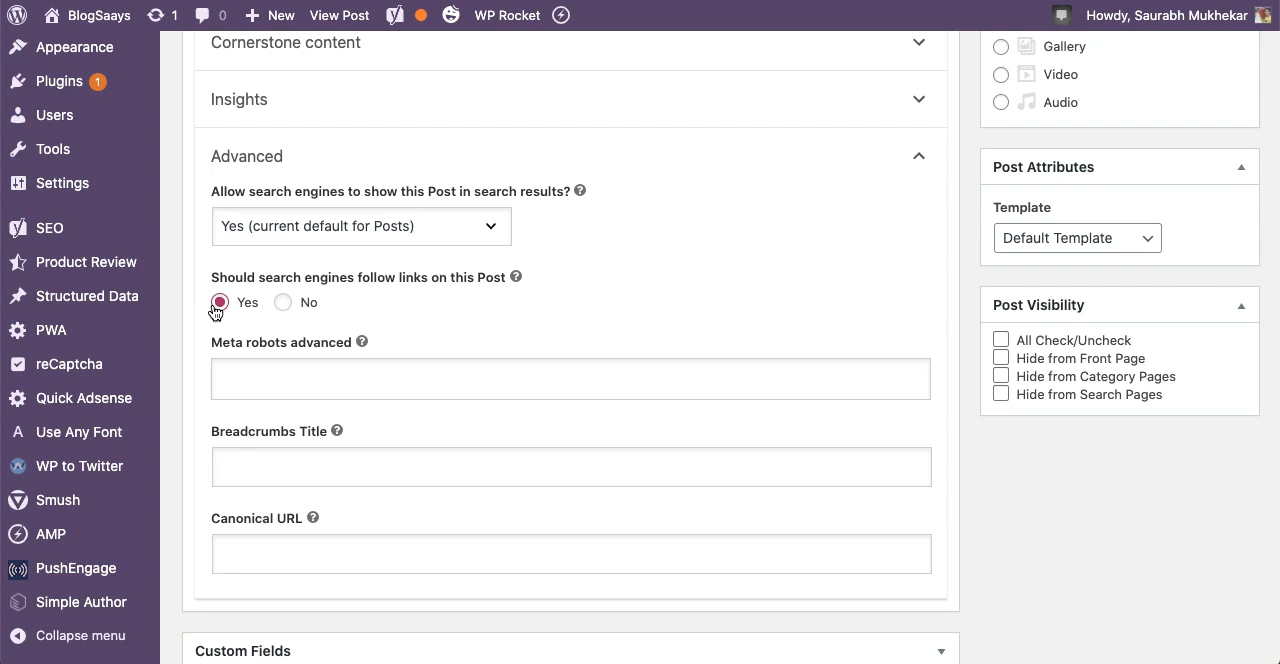 BlogSaays 1 0 New View Post WP Rocket Howdy, Saurabh Mukhekar
Appearance
Plugins 1
Users
Tools
Settings
SEO
Product Review
Structured Data
PWA
reCaptcha
Quick Adsense
A Use Any Font
WP to Twitter
Smush
AMP
PushEngage
Simple Author
Collapse menu
Cornerstone content
Insights
Advanced
Allow search engines to show this Post in search results? ?
Yes (current default for Posts)
Should search engines follow links on this Post ?
Yes No
Meta robots advanced ?
Breadcrumbs Title ?
Canonical URL ?
Custom Fields
Gallery
Video
Audio
Post Attributes
Template
Default Template
Post Visibility
All Check/Uncheck
Hide from Front Page
Hide from Category Pages
Hide from Search Pages